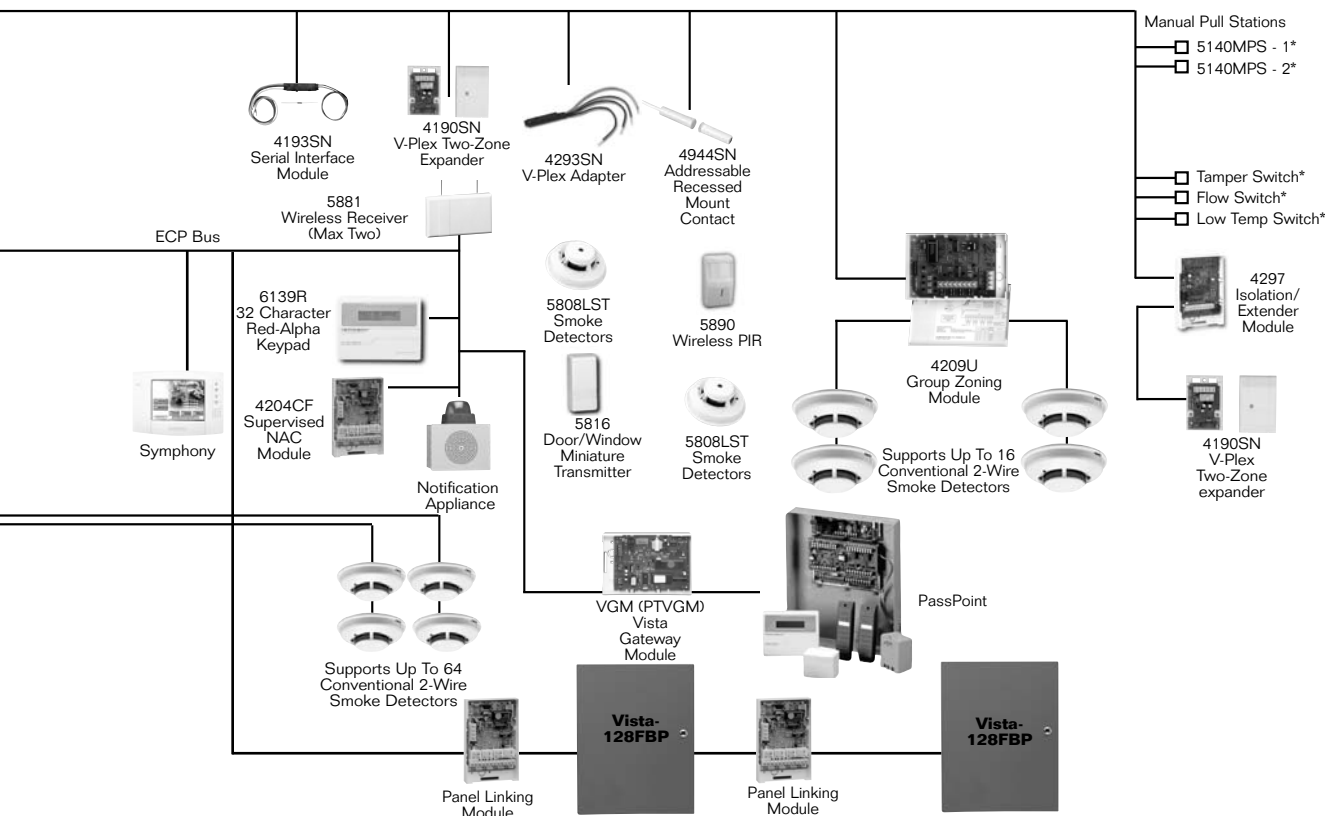 Manual Pull Stations
5140MPS - 1*
5140MPS - 2*
4193SN
Serial Interface
Module
4190SN
V-Plex Two-Zone
Expander
4293SN
V-Plex Adapter
4944SN
Addressable
Recessed
Mount
Contact
Tamper Switch*
Flow Switch*
Low Temp Switch*
5881
Wireless Receiver
(Max Two)
ECP Bus
6139R
32 Character
Red-Alpha
Keypad
5808LST
Smoke
Detectors
5890
Wireless PIR
4297
Isolation/
Extender
Module
4209U
Group Zoning
Module
Symphony
4204CF
Supervised
NAC
Module
5816
Door/Window
Miniature
Transmitter
5808LST
Smoke
Detectors
Supports Up To 16
Conventional 2-Wire
Smoke Detectors
4190SN
V-Plex
Two-Zone
expander
Notification
Appliance
VGM (PTVGM)
Vista
Gateway
Module
PassPoint
Supports Up To 64
Conventional 2-Wire
Smoke Detectors
Vista-
128FBP
Vista-
128FBP
Panel Linking
Module
Panel Linking
Module